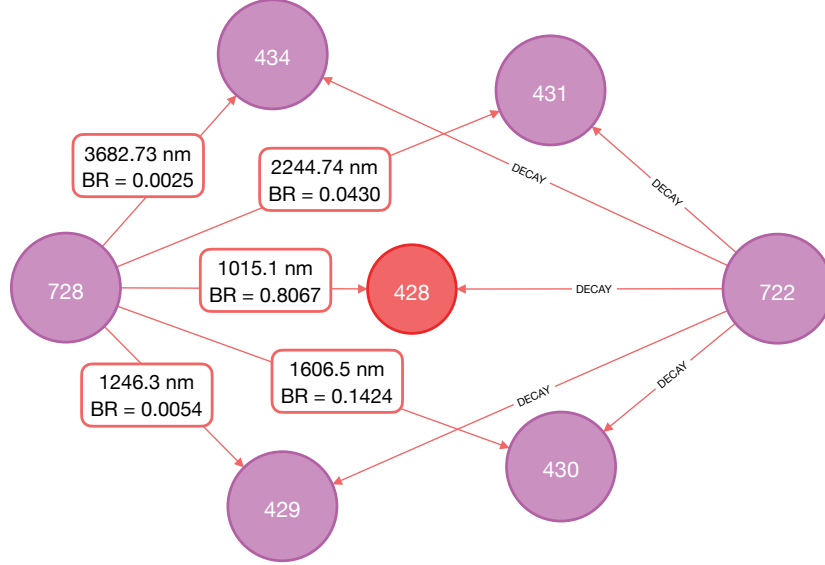 434
431
3682.73 nm
BR = 0.0025
2244.74 nm
BR = 0.0430
DECAY
DECAY
728
1015.1 nm
BR = 0.8067
428
DECAY
722
1246.3 nm
BR = 0.0054
1606.5 nm
BR = 0.1424
DECAY
DECAY
429
430